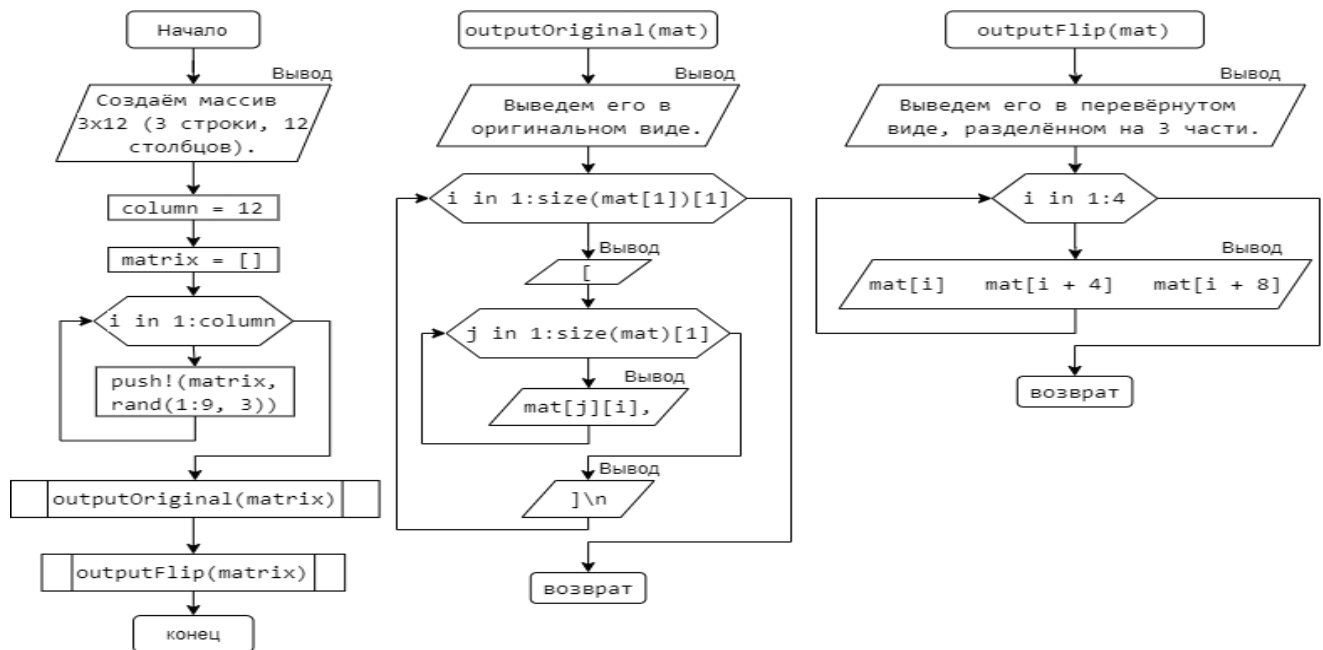 Начало
Вывод
Создаём массив
3x12 (3 строки, 12
столбцов).
column = 12
matrix = []
i in 1:column
push!(matrix,
rand(1:9, 3))
outputOriginal(matrix)
outputFlip(matrix)
конец
outputOriginal(mat)
Вывод
Выведем его в
оригинальном виде.
i in 1:size(mat[1])[1]
Вывод
[
j in 1:size(mat)[1]
Вывод
mat[j][i],
Вывод
]\n
возврат
outputFlip(mat)
Вывод
Выведем его в перевёрнутом
виде, разделённом на 3 части.
i in 1:4
Вывод
mat[i] mat[i + 4] mat[i + 8]
возврат